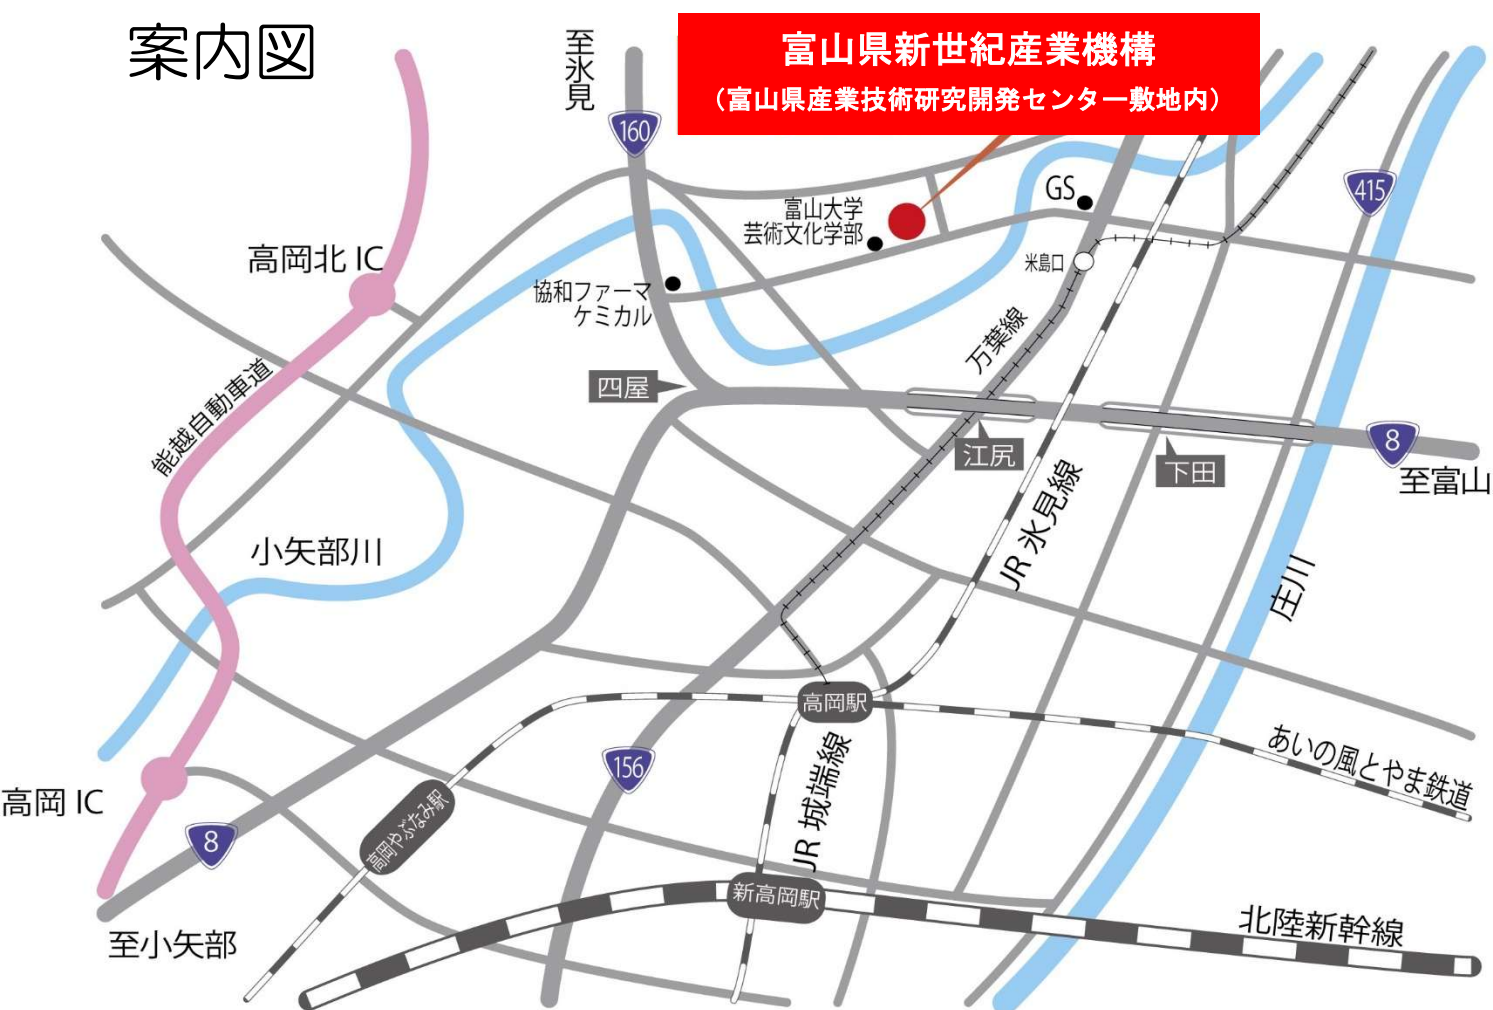 案内図
至氷見
富山県新世紀産業機構
（富山県産業技術研究開発センター敷地内）
160
415
GS
富山大学
芸術文化学部
高岡北 IC
米島口
協和ファーマ
ケミカル
万葉線
能越自動車道
四屋
江尻
下田
8
至富山
JR 氷見線
小矢部川
庄川
高岡駅
156
あいの風とやま鉄道
JR 城端線
高岡 IC
高岡やぶなみ駅
8
新高岡駅
至小矢部
北陸新幹線